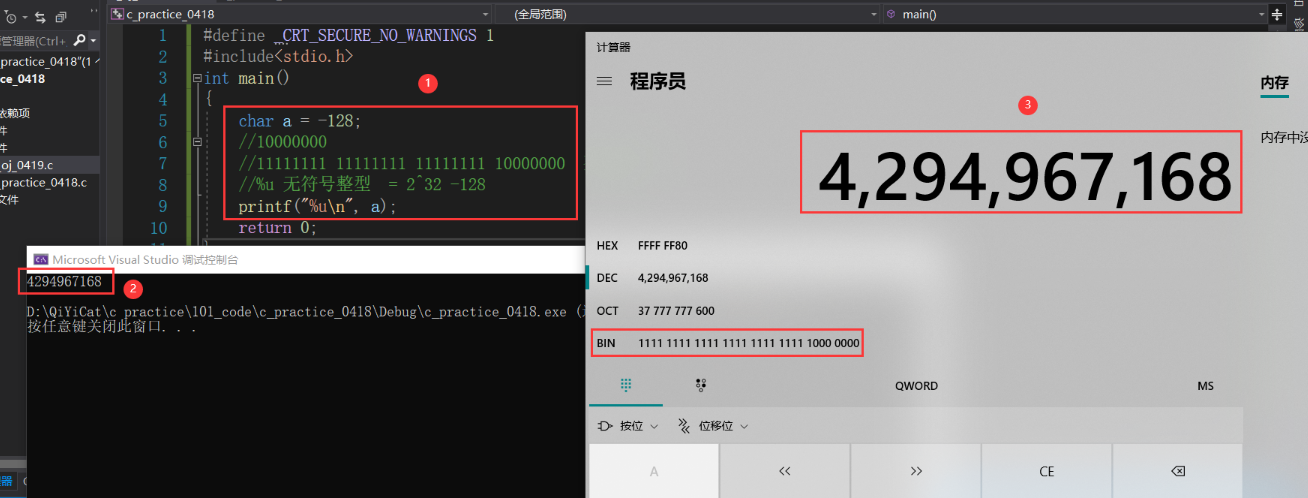 c_practice_0418
(全局范围)
main()
管理器(Ctrl+
practice_0418"(1
ce_0418
依赖项
件
件
oj_0419.c
practice_0418.c
文件
1 #define _CRT_SECURE_NO_WARNINGS 1
2 #include<stdio.h>
3 int main()
4 {
5 char a = -128;
6 //10000000
7 //11111111 11111111 11111111 10000000
8 //%u 无符号整型 = 2^32 -128
9 printf("%u\n", a);
10 return 0;
1
2
3
Microsoft Visual Studio 调试控制台
4294967168
D:\QiYiCat\c practice\101_code\c_practice_0418\Debug\c_practice_0418.exe
按任意键关闭此窗口. . .
计算器
程序员
内存
内存中没
4,294,967,168
HEX FFFF FF80
DEC 4,294,967,168
OCT 37 777 777 600
BIN 1111 1111 1111 1111 1111 1111 1000 0000
QWORD
MS
按位
位移位
A
<<
>>
CE